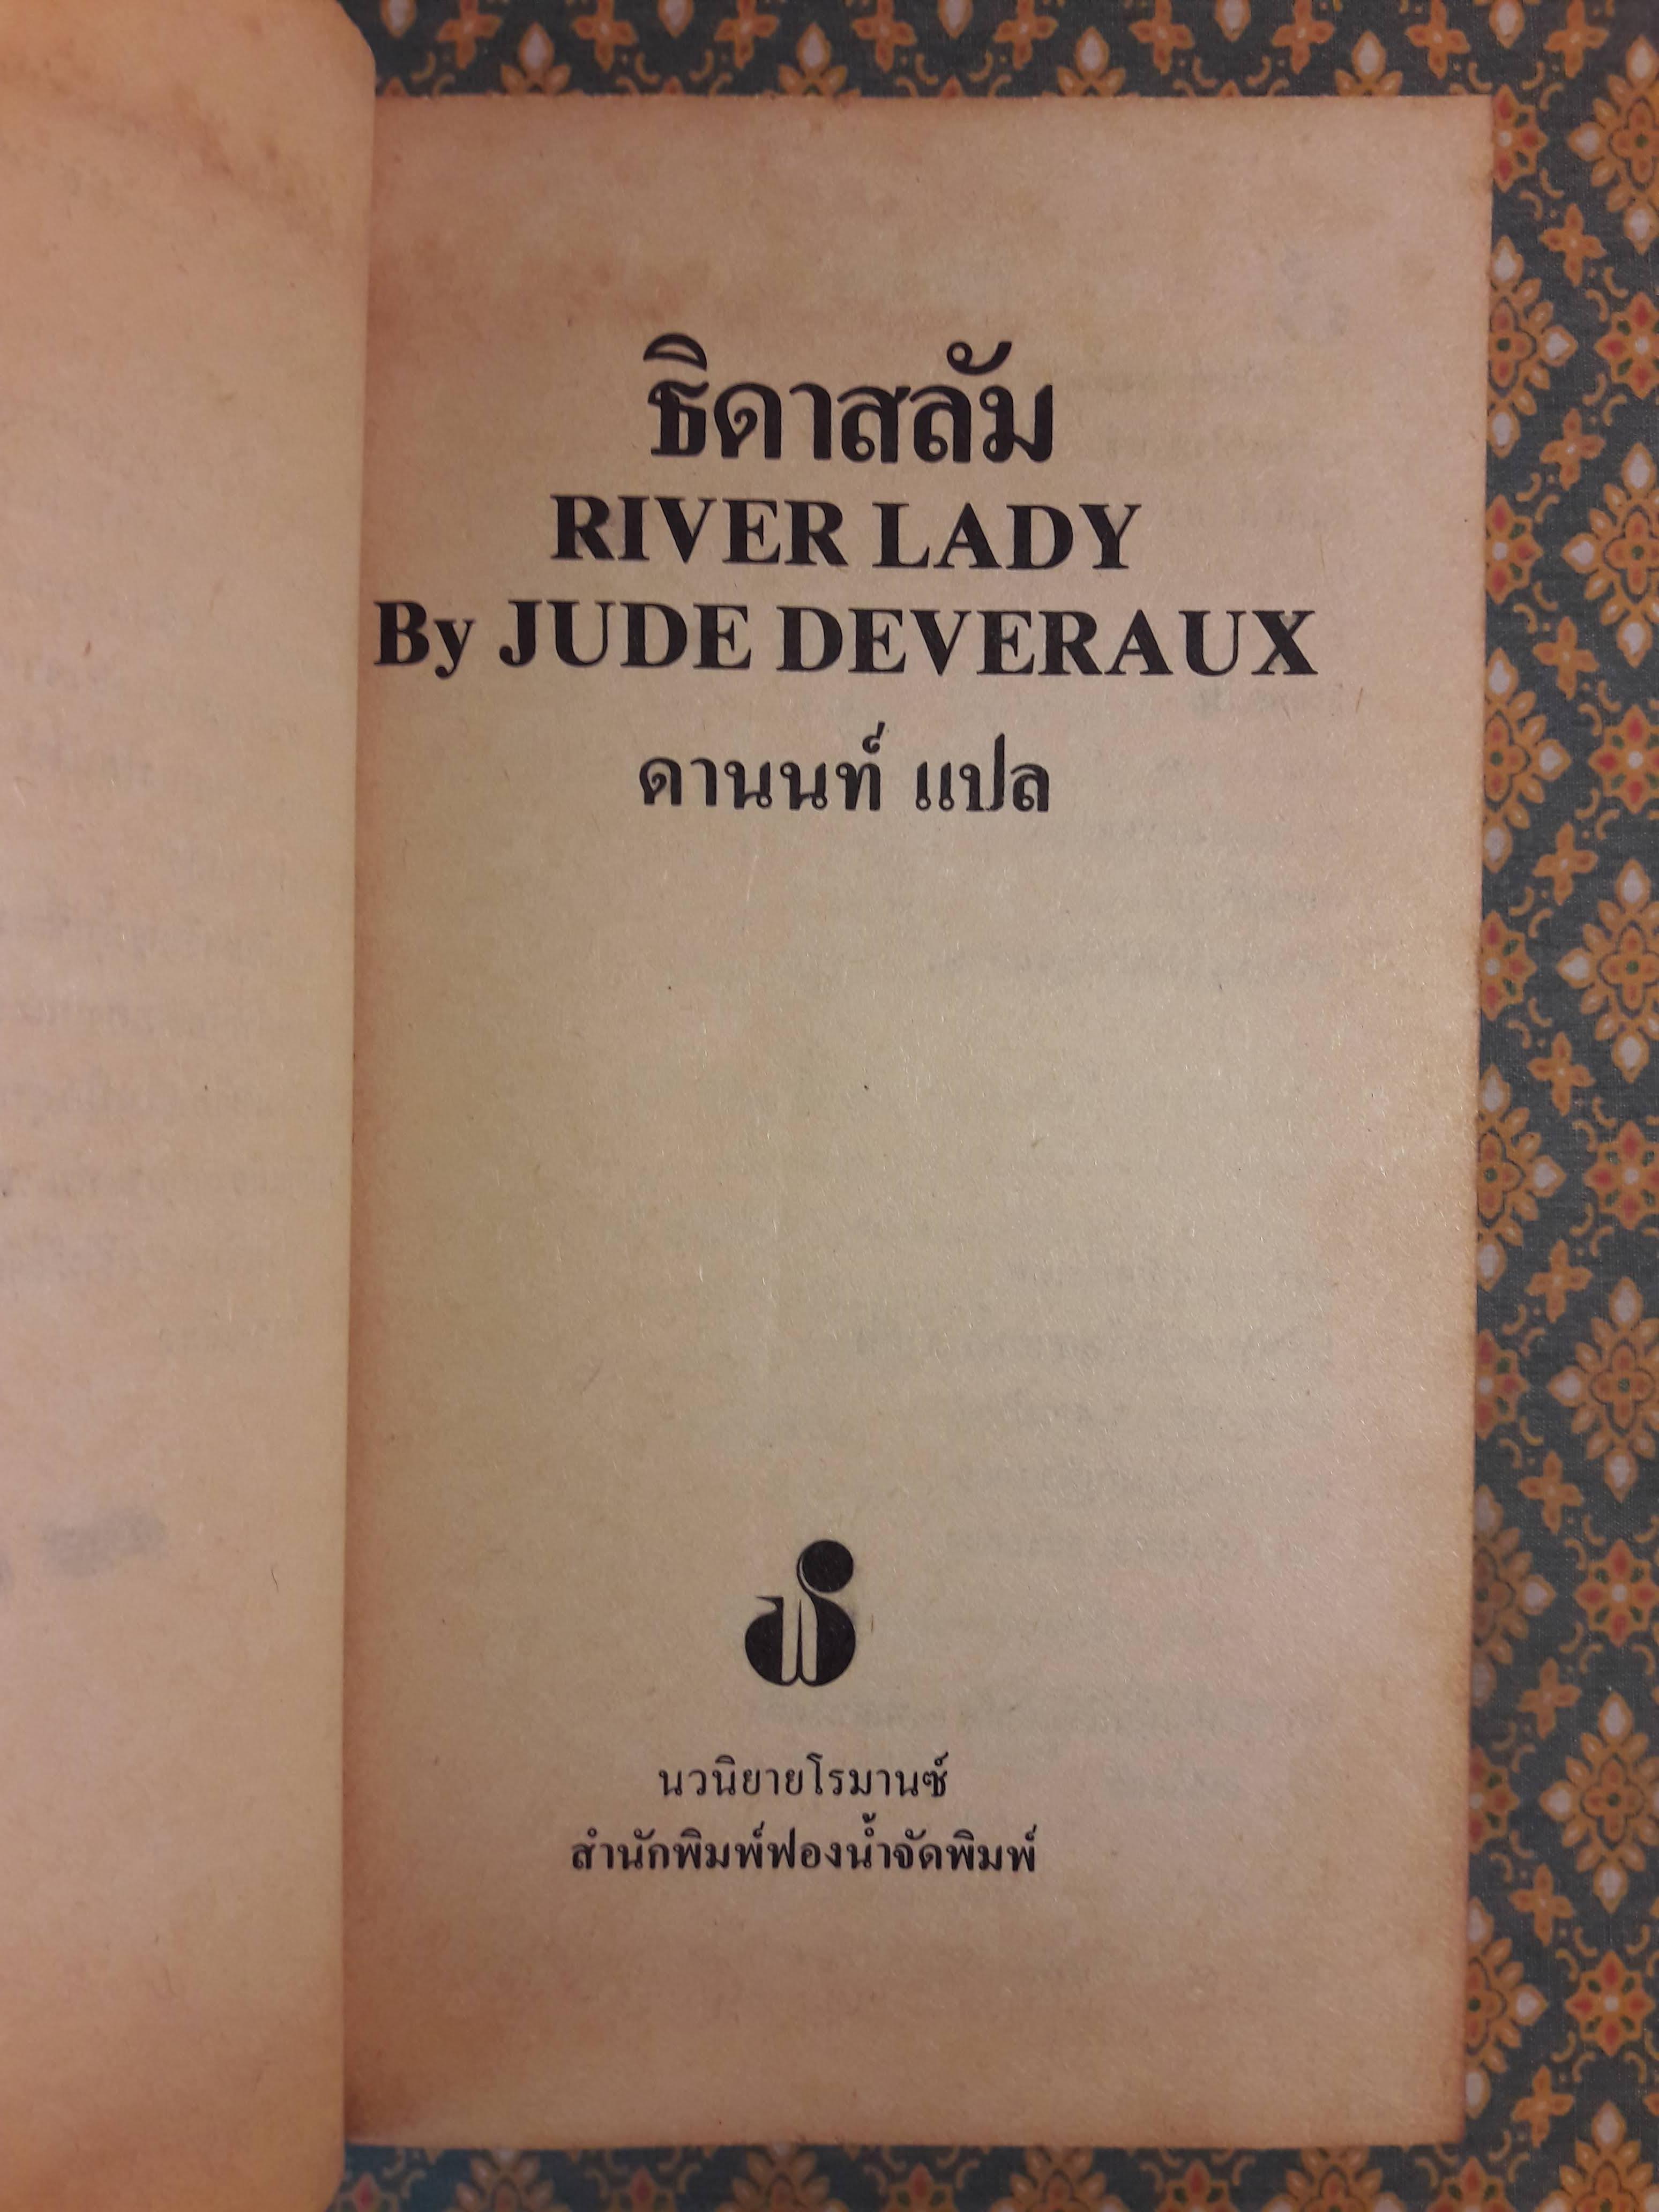 ธิดาสลัม
RIVER LADY
By JUDE DEVERAUX
ดานนท์ แปล
นวนิยายโรมานซ์
สำนักพิมพ์ฟองน้ำจัดพิมพ์